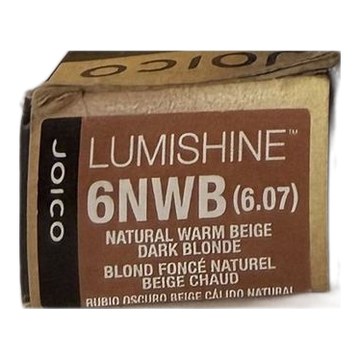 JOICO
LUMISHINE™
6NWB (6.07)
NATURAL WARM BEIGE
DARK BLONDE
BLOND FONCÉ NATUREL
BEIGE CHAUD
RUBIO OSCURO BEIGE CÁLIDO NATURAL